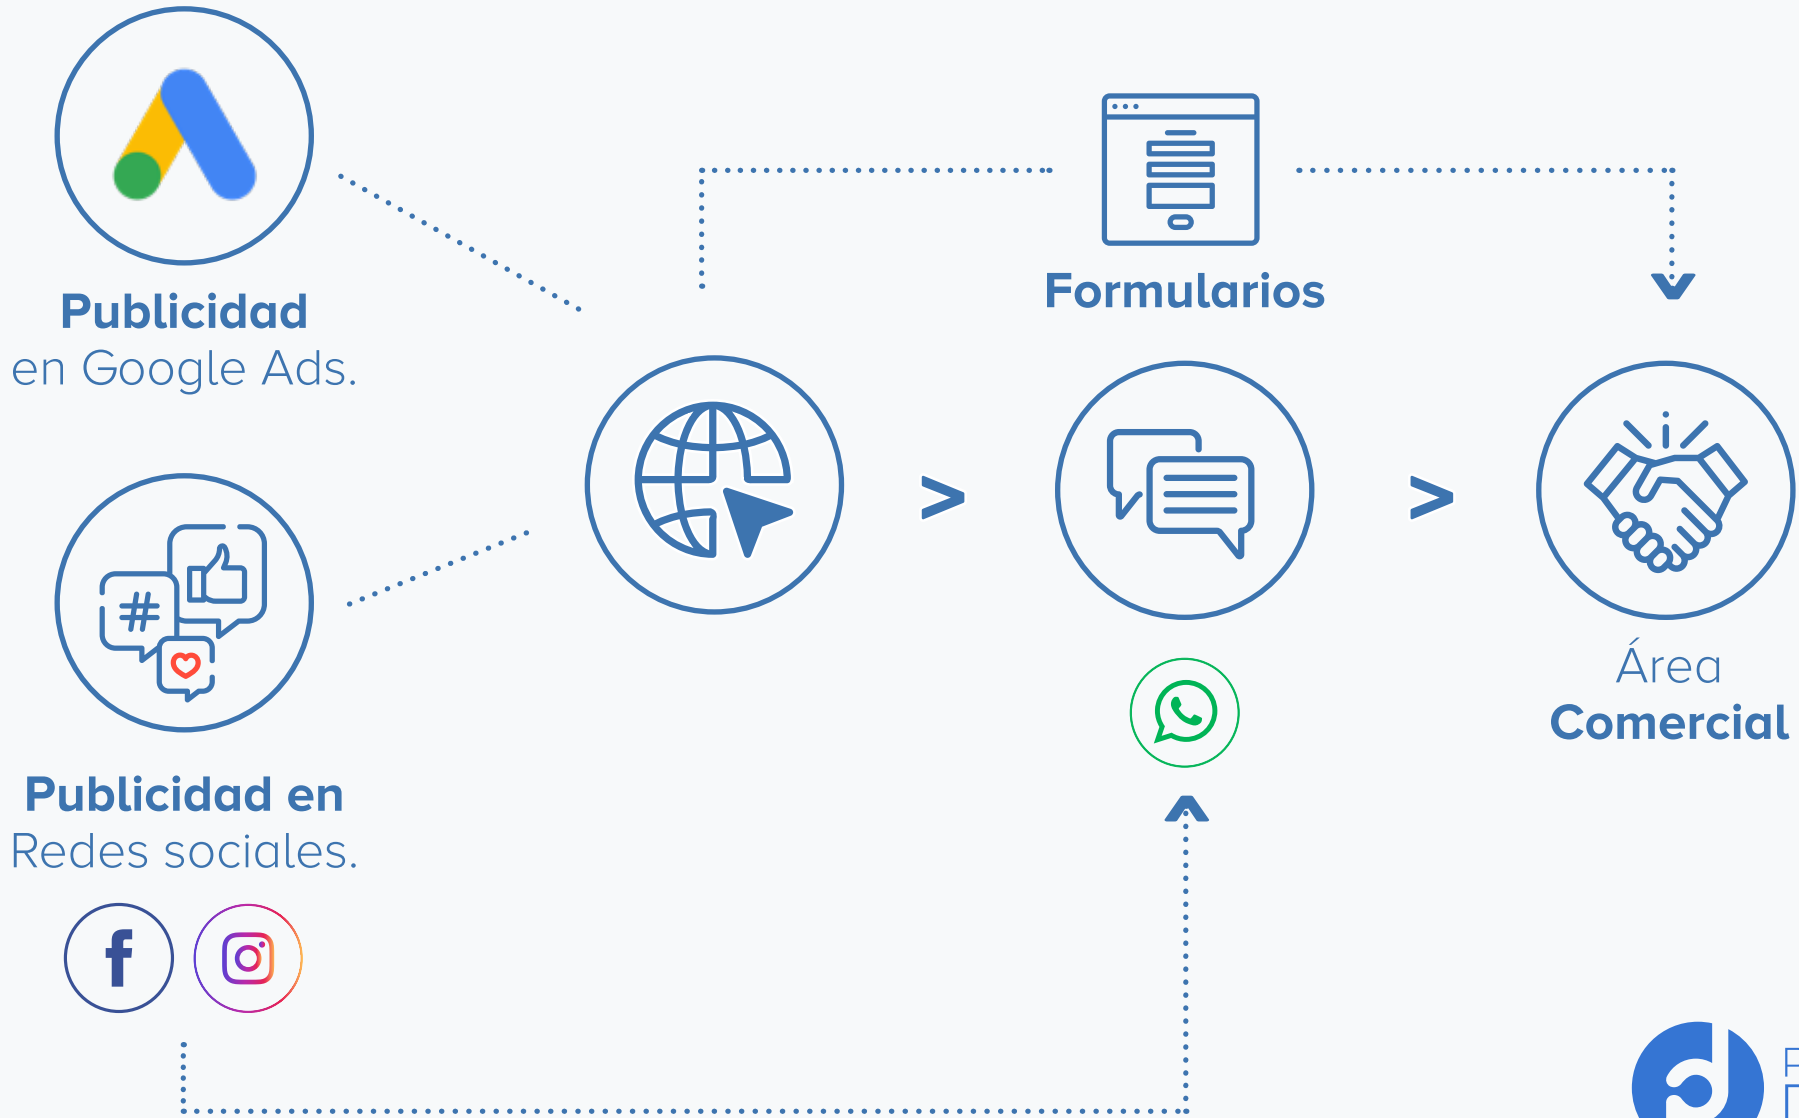 Publicidad
en Google Ads.
Formularios
Publicidad en
Redes sociales.
Área
Comercial